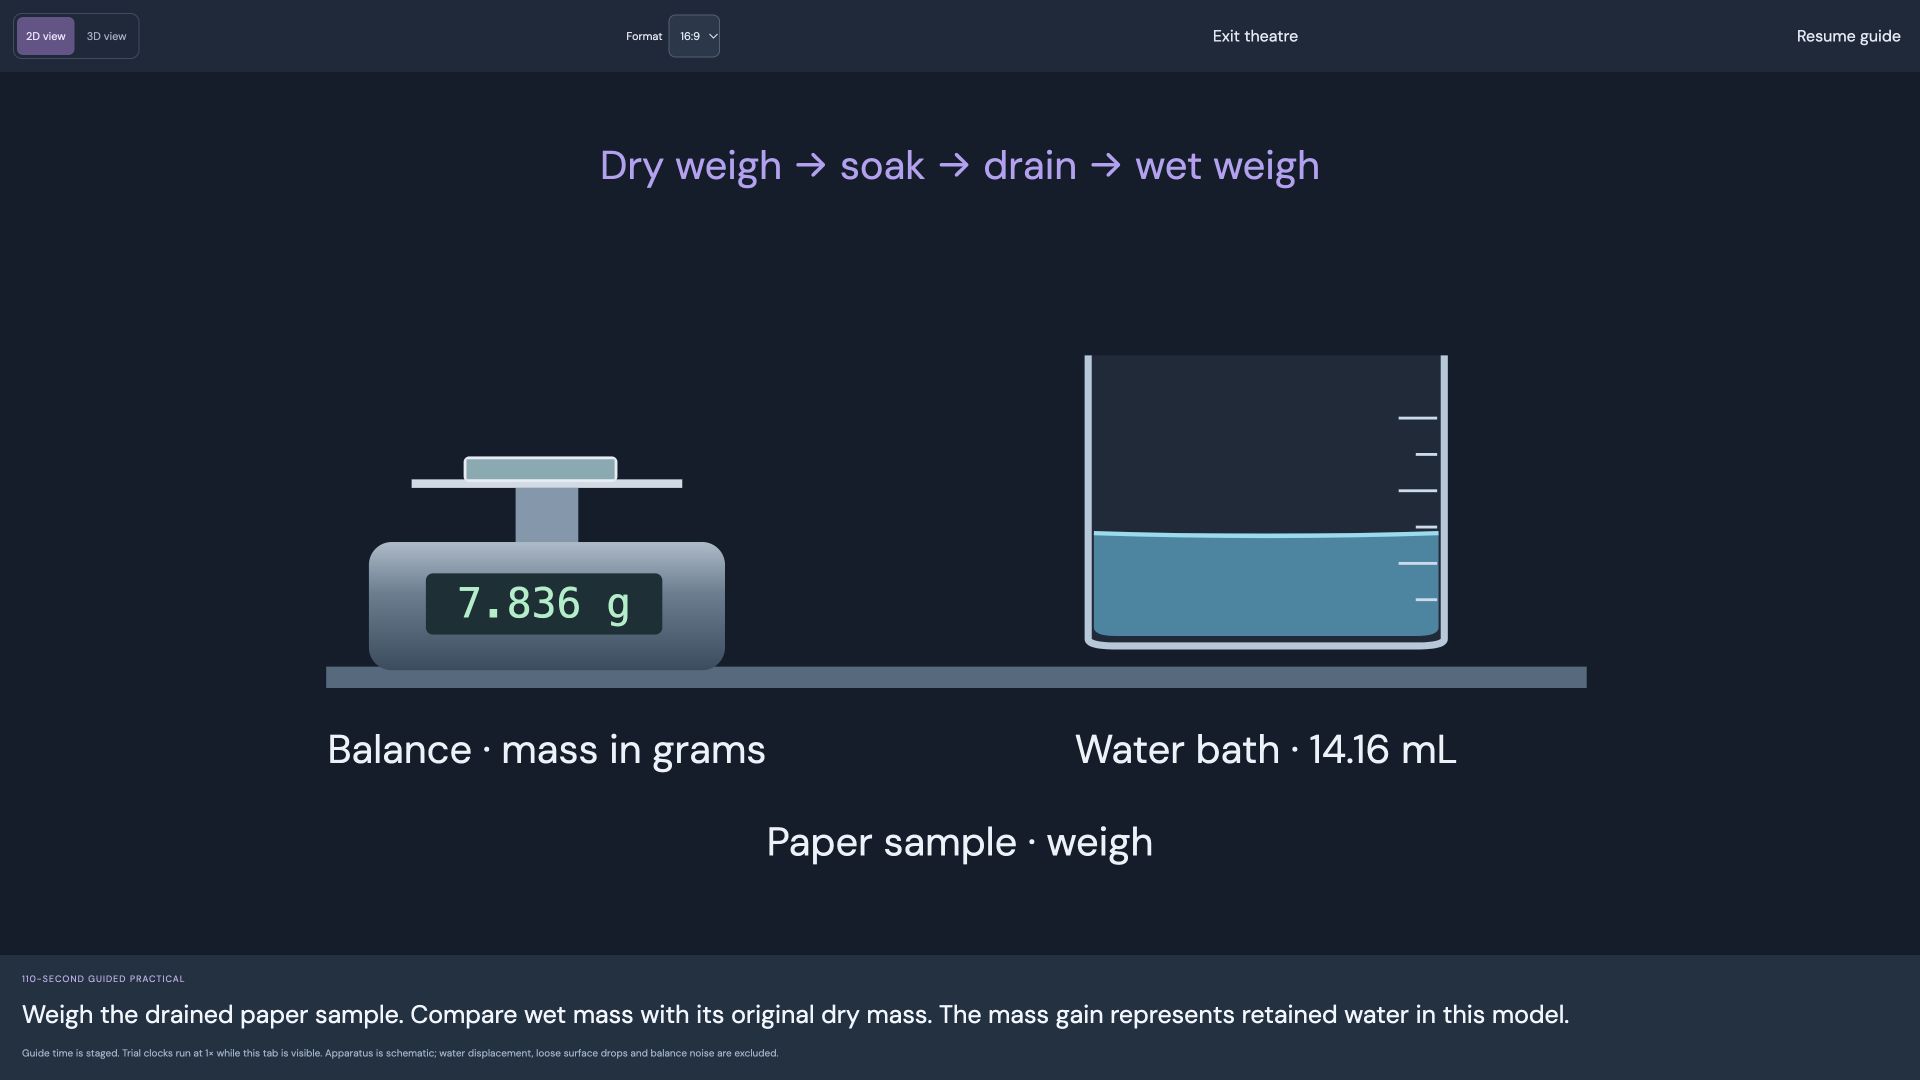 2D view
3D view
Format
16:9
Exit theatre
Resume guide
Dry weigh → soak → drain → wet weigh
7.836 g
Balance · mass in grams
Water bath · 14.16 mL
Paper sample · weigh
110-SECOND GUIDED PRACTICAL
Weigh the drained paper sample. Compare wet mass with its original dry mass. The mass gain represents retained water in this model.
Guide time is staged. Trial clocks run at 1× while this tab is visible. Apparatus is schematic; water displacement, loose surface drops and balance noise are excluded.